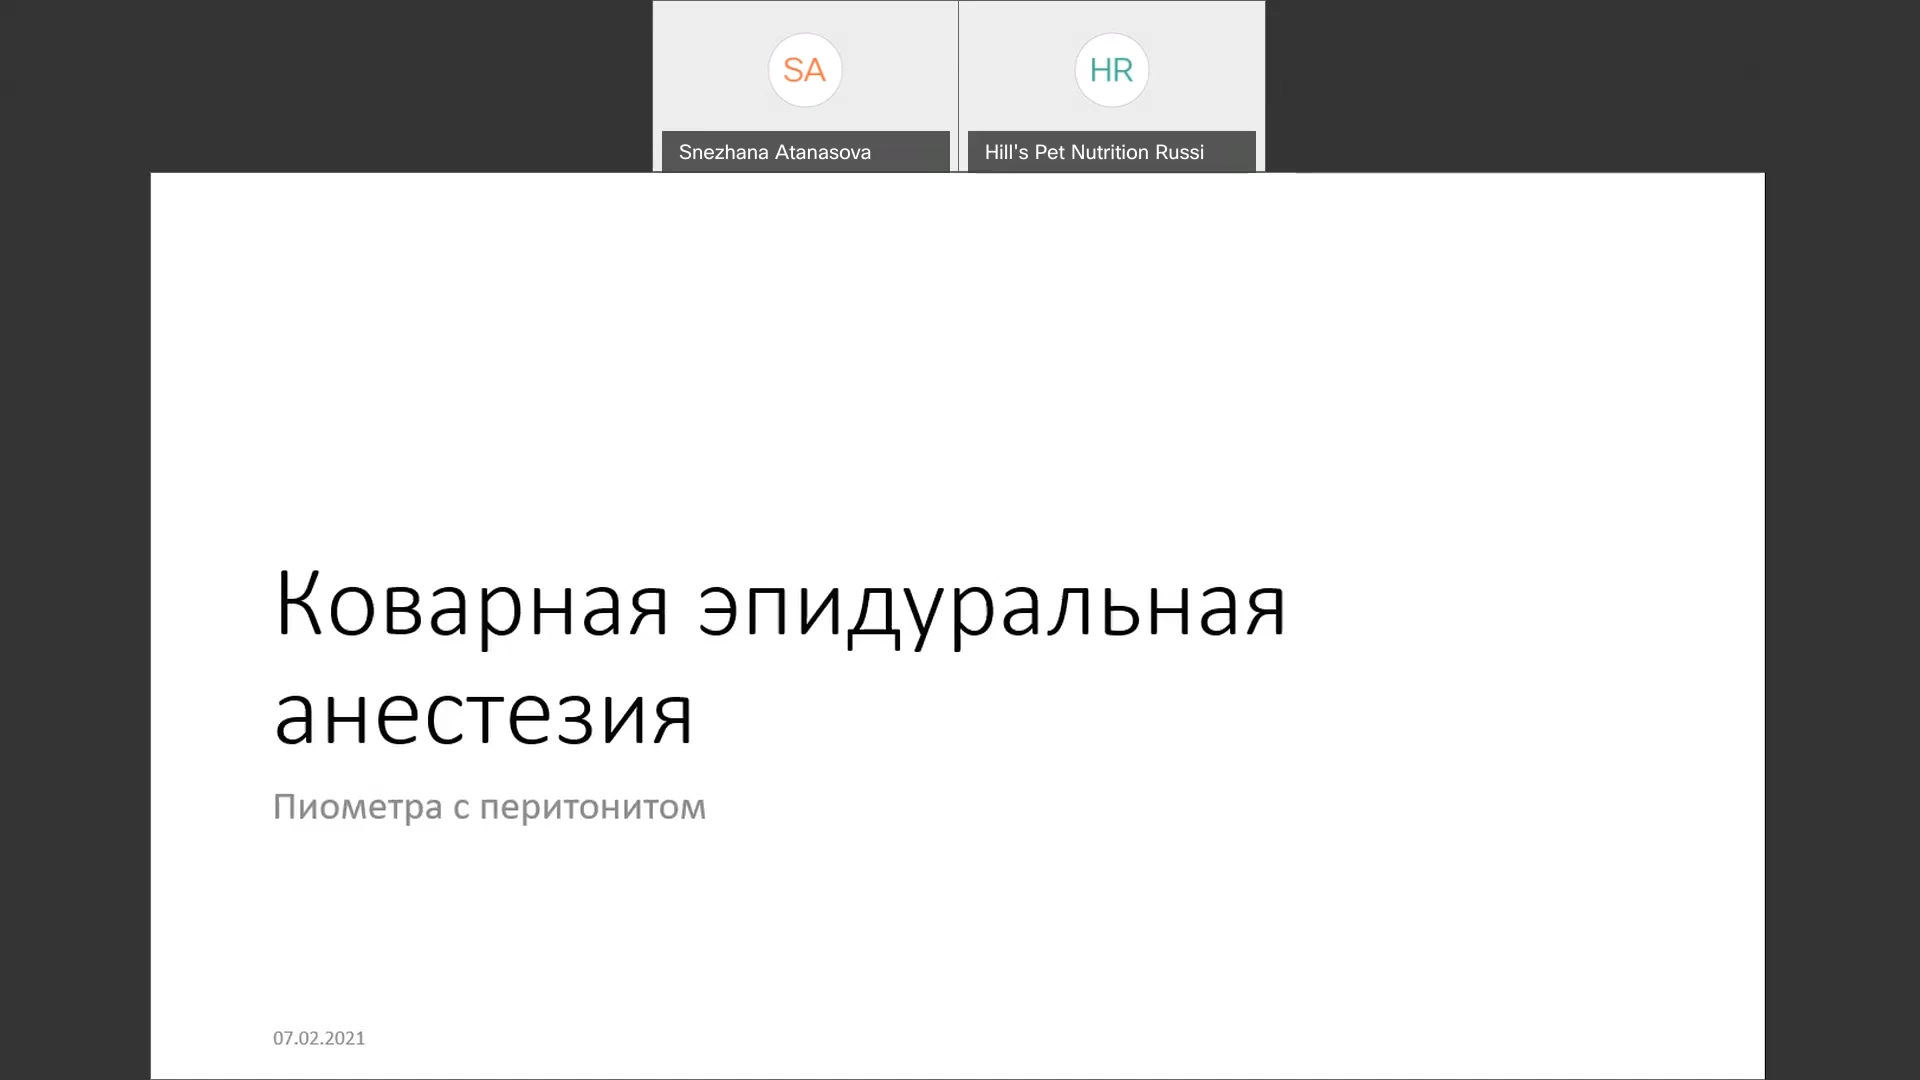 SA
HR
Snezhana Atanasova
Hill's Pet Nutrition Russi
Коварная эпидуральная
анестезия
Пиометра с перитонитом
07.02.2021